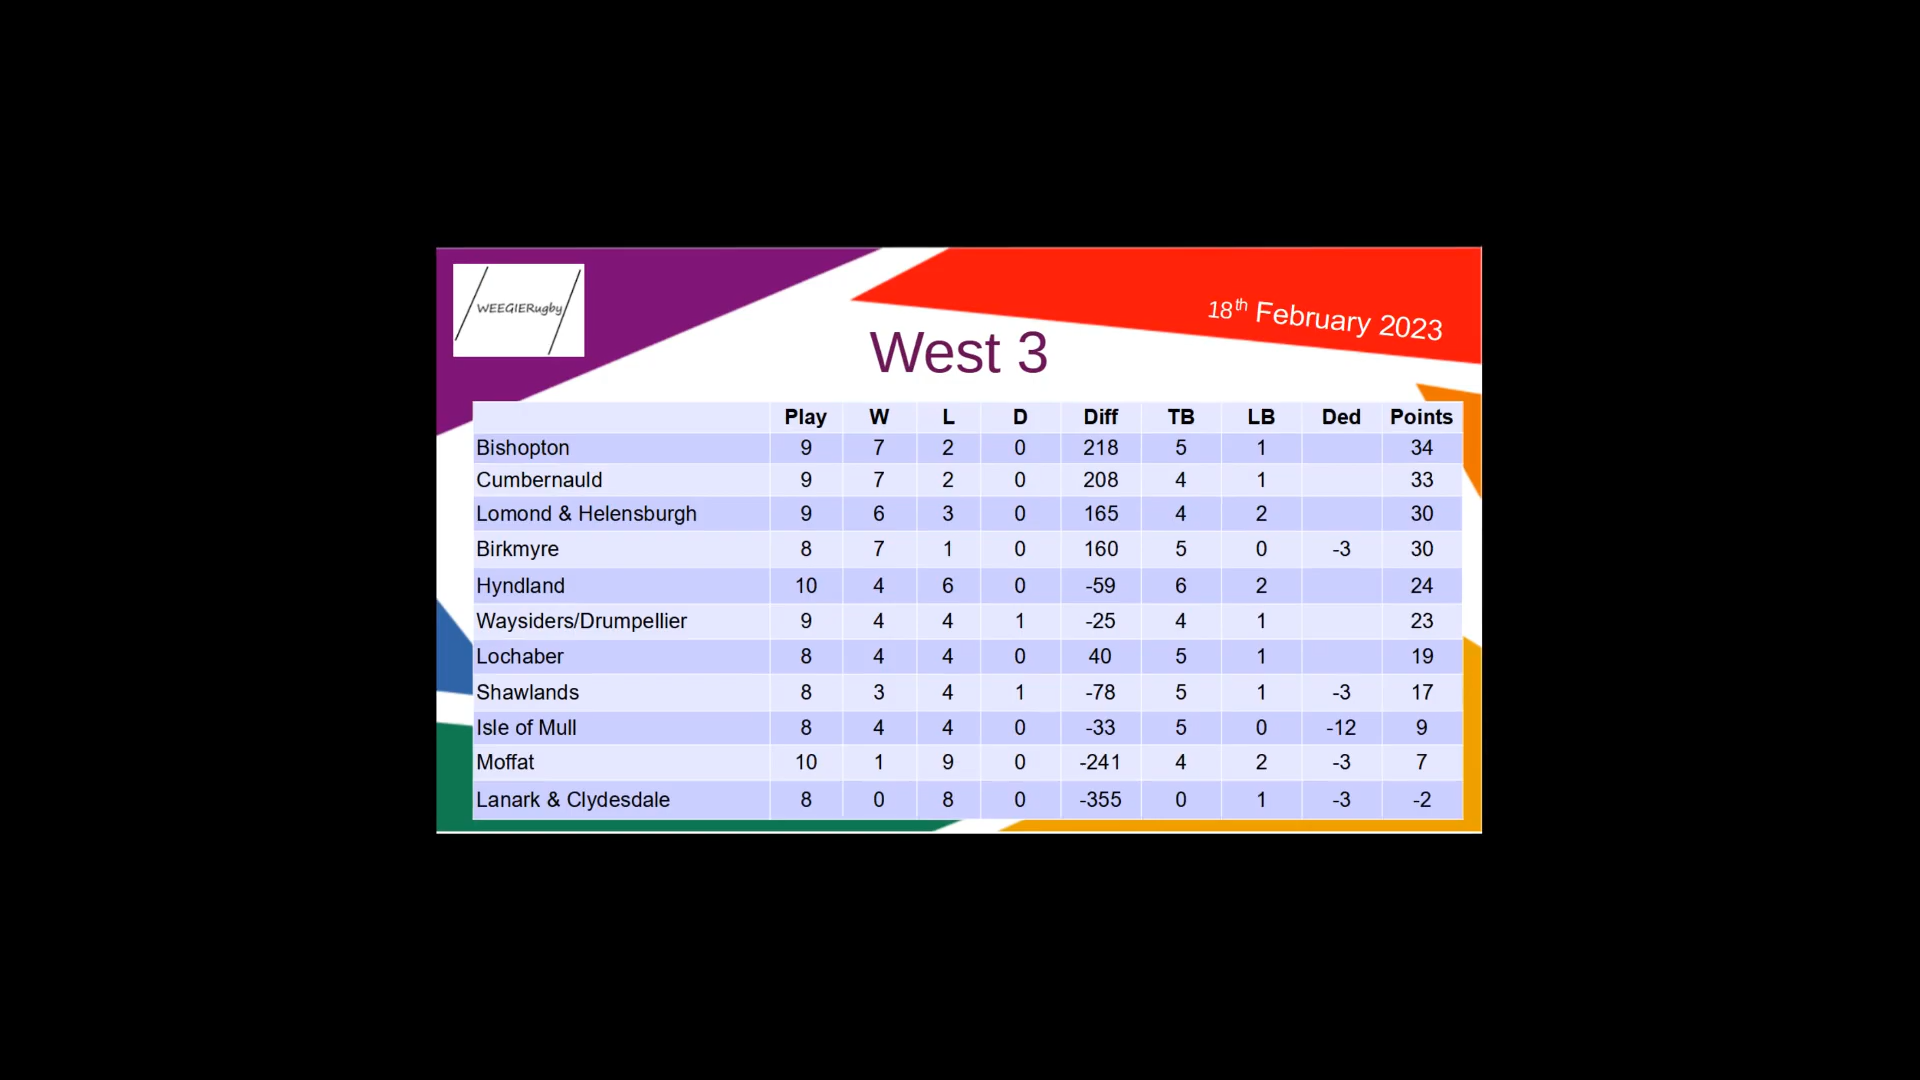 WEEGIERugby
18th February 2023
West 3
Play W L D Diff TB LB Ded Points
Bishopton 9 7 2 0 218 5 1 34
Cumbernauld 9 7 2 0 208 4 1 33
Lomond & Helensburgh 9 6 3 0 165 4 2 30
Birkmyre 8 7 1 0 160 5 0 -3 30
Hyndland 10 4 6 0 -59 6 2 24
Waysiders/Drumpellier 9 4 4 1 -25 4 1 23
Lochaber 8 4 4 0 40 5 1 19
Shawlands 8 3 4 1 -78 5 1 -3 17
Isle of Mull 8 4 4 0 -33 5 0 -12 9
Moffat 10 1 9 0 -241 4 2 -3 7
Lanark & Clydesdale 8 0 8 0 -355 0 1 -3 -2